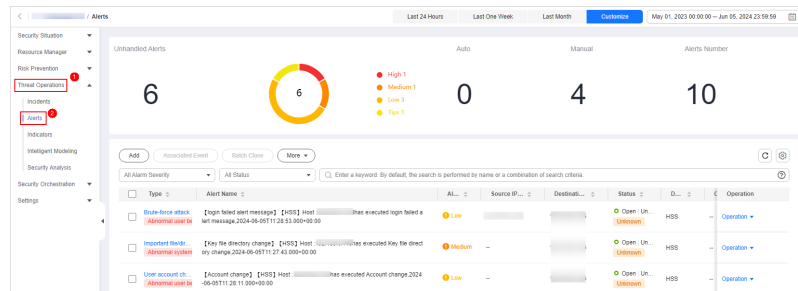 / Alerts
Last 24 Hours
Last One Week
Last Month
Customize
May 01, 2023 00:00:00 — Jun 05, 2024 23:59:59
Security Situation
Resource Manager
Risk Prevention
Threat Operations
1
Incidents
Alerts
2
Indicators
Intelligent Modeling
Security Analysis
Security Orchestration
Settings
Unhandled Alerts
Auto
Manual
Alerts Number
6
6
High 1
Medium 1
Low 3
Tips 1
0
4
10
Add
Associated Event
Batch Close
More
All Alarm Severity
All Status
Enter a keyword. By default, the search is performed by name or a combination of search criteria.
Type
Alert Name
Al...
Source IP...
Destinati...
Status
D...
Operation
Brute-force attack
Abnormal user be
【login failed alert message】【HSS】Host
has executed login failed a
lert message,2024-06-05T11:28:53.000+00:00
Low
Open | Un...
Unknown
HSS
--
Operation
Important file/dir...
Abnormal system
【Key file directory change】【HSS】Host :
has executed Key file direct
ory change,2024-06-05T11:27:43.000+00:00
Medium
--
Open | Un...
Unknown
HSS
--
Operation
User account ch...
Abnormal user be
【Account change】【HSS】Host :
has executed Account change,2024
-06-05T11:26:11.000+00:00
Low
--
Open | Un...
Unknown
HSS
--
Operation